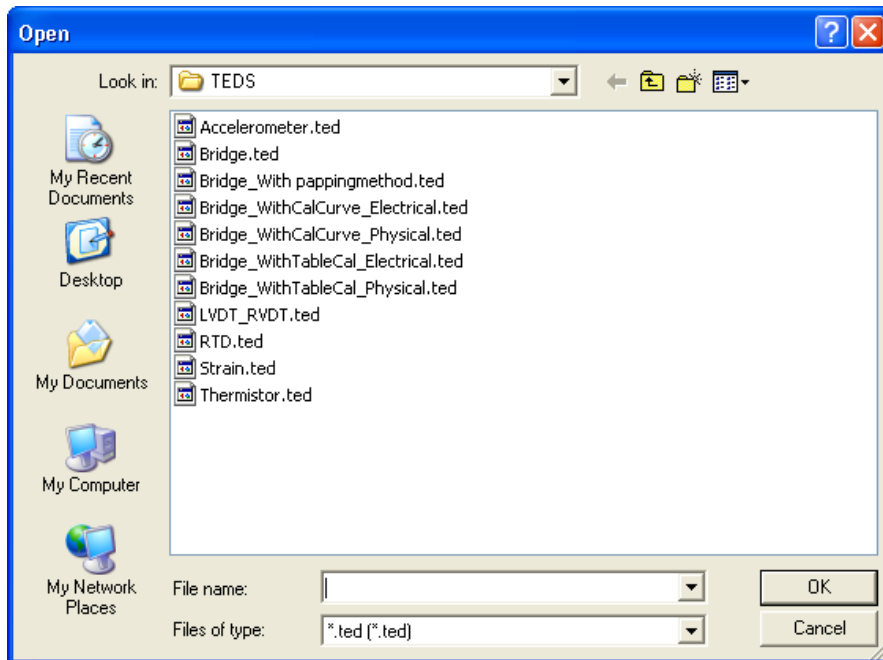 Open
Look in: TEDS
My Recent
Documents
Desktop
My Documents
My Computer
My Network
Places
Accelerometer.ted
Bridge.ted
Bridge_With pappingmethod.ted
Bridge_WithCalCurve_Electrical.ted
Bridge_WithCalCurve_Physical.ted
Bridge_WithTableCal_Electrical.ted
Bridge_WithTableCal_Physical.ted
LVDT_RVDT.ted
RTD.ted
Strain.ted
Thermistor.ted
File name:
OK
Files of type: *.ted (*.ted)
Cancel